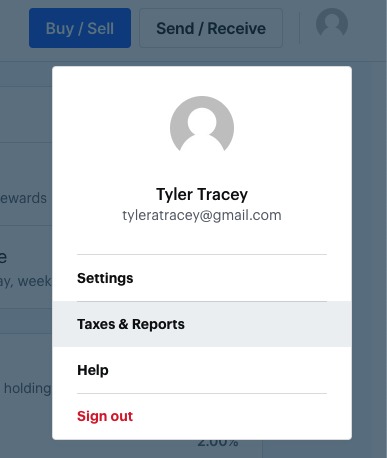 Buy / Sell
Send / Receive
Tyler Tracey
tyleratracey@gmail.com
ewards
e
ay, week
Settings
Taxes & Reports
Help
holding
Sign out
2.00%